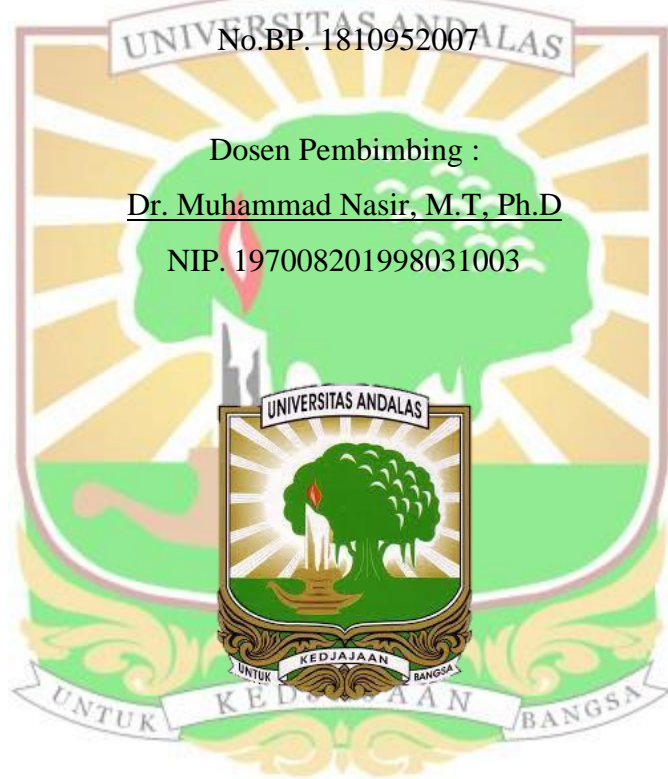 UNIVERSITAS ANDALAS
No.BP. 1810952007
Dosen Pembimbing :
Dr. Muhammad Nasir, M.T, Ph.D
NIP. 197008201998031003
UNIVERSITAS ANDALAS
UNTUK KEDJAJAAN BANGSA
UNTUK KEDJAJAAN BANGSA